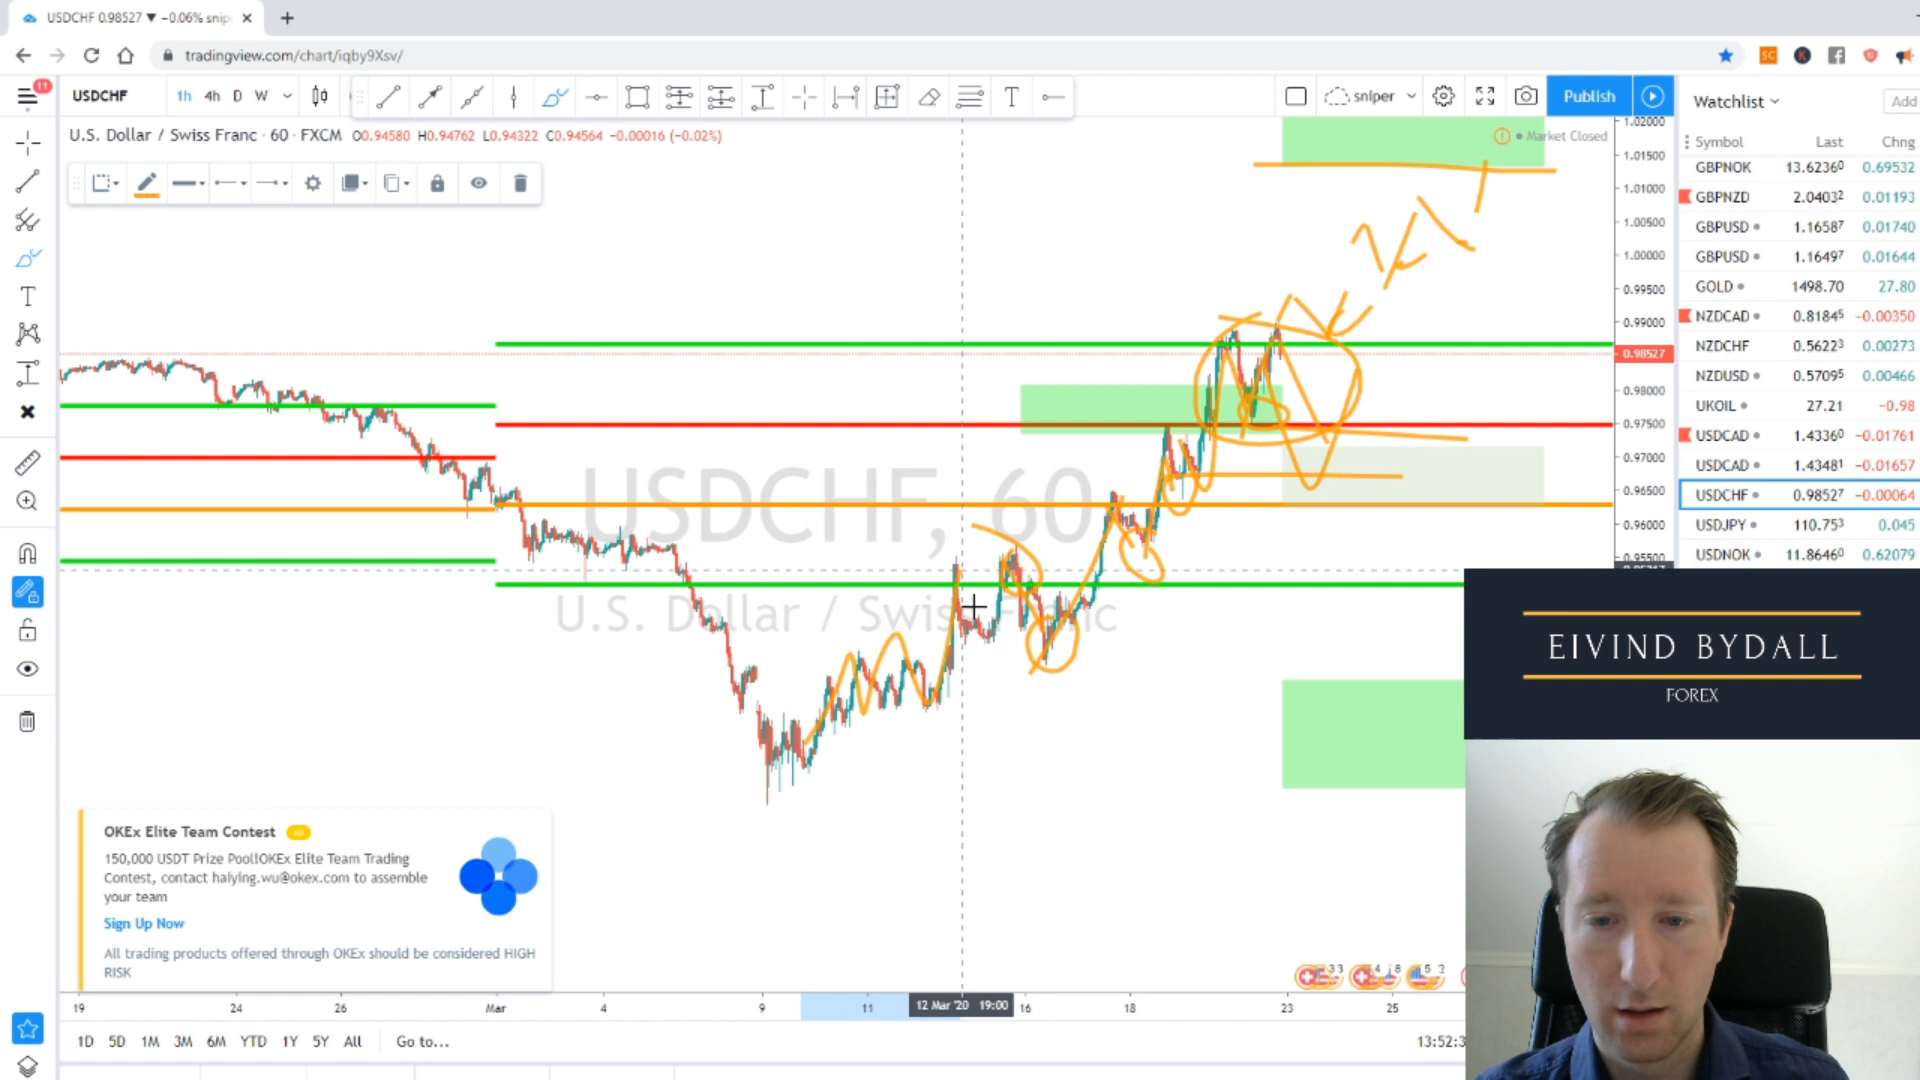 USDCHF 0.98527 ▼ −0.06% snip
tradingview.com/chart/iqby9Xsv/
11
USDCHF
1h 4h D W
sniper
Publish
Watchlist
Add
U.S. Dollar / Swiss Franc · 60 · FXCM O0.94580 H0.94762 L0.94322 C0.94564 −0.00016 (−0.02%)
Market Closed
Symbol Last Chng
GBPNOK 13.62360 0.69532
GBPNZD 2.04032 0.01193
GBPUSD 1.16587 0.01740
GBPUSD 1.16497 0.01644
GOLD 1498.70 27.80
NZDCAD 0.81845 −0.00350
NZDCHF 0.56223 0.00273
NZDUSD 0.57095 0.00466
UKOIL 27.21 −0.98
USDCAD 1.43360 −0.01761
USDCAD 1.43481 −0.01657
USDCHF 0.98527 −0.00064
USDJPY 110.753 0.045
USDNOK 11.86460 0.62079
1.02000
1.01500
1.01000
1.00500
1.00000
0.99500
0.99000
0.98527
0.98000
0.97500
0.97000
0.96500
0.96000
0.95500
USDCHF, 60
U.S. Dollar / Swiss Franc
EIVIND BYDALL
FOREX
OKEx Elite Team Contest AD
150,000 USDT Prize Pool!OKEx Elite Team Trading
Contest, contact haiying.wu@okex.com to assemble
your team
Sign Up Now
All trading products offered through OKEx should be considered HIGH
RISK
19 24 26 Mar 4 9 11 12 Mar '20 19:00 16 18 23 25
1D 5D 1M 3M 6M YTD 1Y 5Y All Go to...
13:52:3